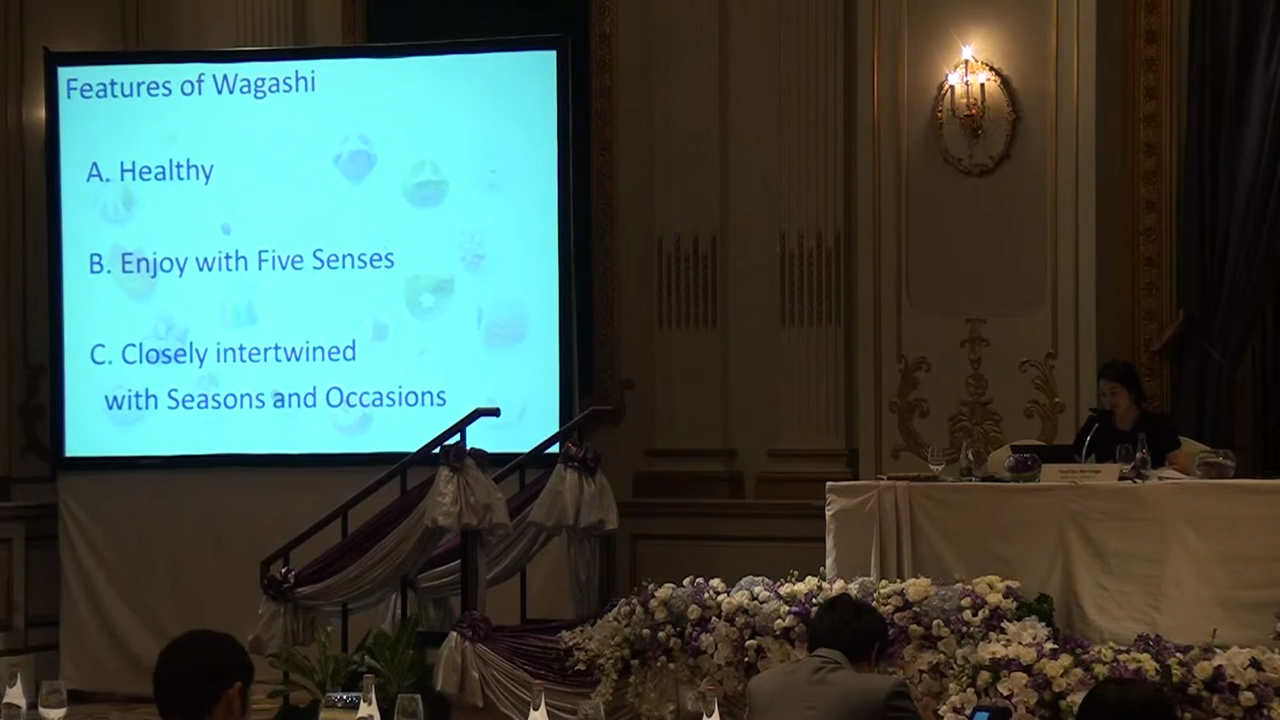 Features of Wagashi
A. Healthy
B. Enjoy with Five Senses
C. Closely intertwined
with Seasons and Occasions